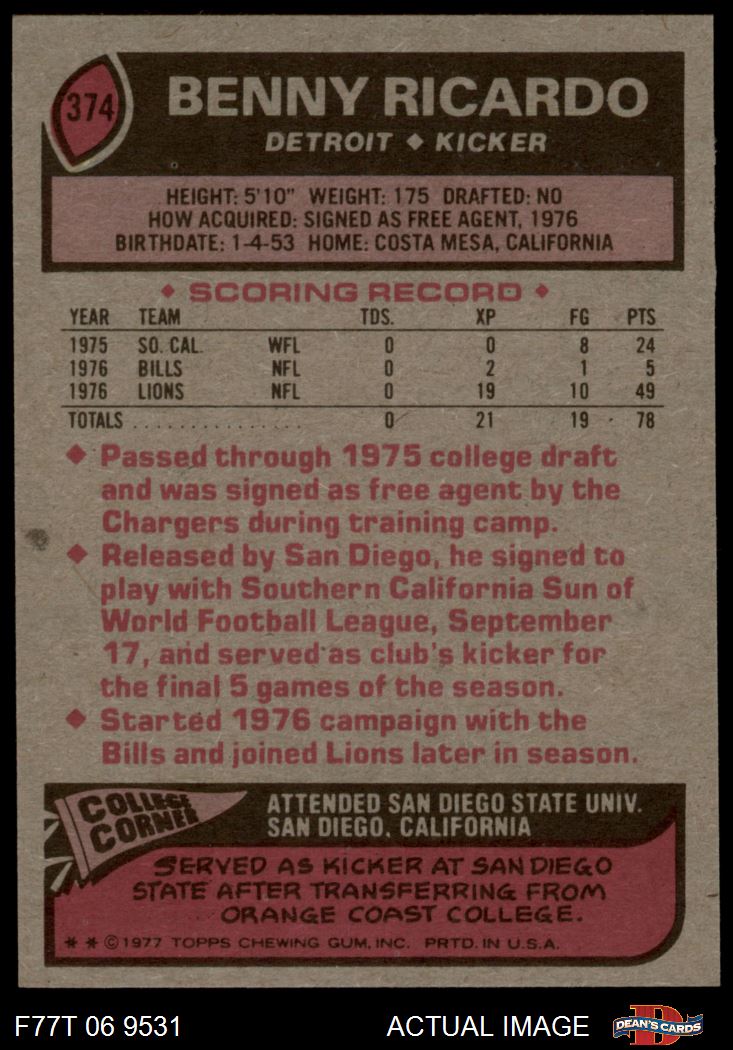 374
BENNY RICARDO
DETROIT ◆ KICKER
HEIGHT: 5'10" WEIGHT: 175 DRAFTED: NO
HOW ACQUIRED: SIGNED AS FREE AGENT, 1976
BIRTHDATE: 1-4-53 HOME: COSTA MESA, CALIFORNIA
◆ SCORING RECORD ◆
YEAR TEAM TDS. XP FG PTS
1975 SO. CAL. WFL 0 0 8 24
1976 BILLS NFL 0 2 1 5
1976 LIONS NFL 0 19 10 49
TOTALS ................ 0 21 19 78
◆ Passed through 1975 college draft
and was signed as free agent by the
Chargers during training camp.
◆ Released by San Diego, he signed to
play with Southern California Sun of
World Football League, September
17, and served as club's kicker for
the final 5 games of the season.
◆ Started 1976 campaign with the
Bills and joined Lions later in season.
COLLEGE
CORNER
ATTENDED SAN DIEGO STATE UNIV.
SAN DIEGO, CALIFORNIA
SERVED AS KICKER AT SAN DIEGO
STATE AFTER TRANSFERRING FROM
ORANGE COAST COLLEGE.
* * © 1977 TOPPS CHEWING GUM, INC. PRTD. IN U.S.A.
F77T 06 9531 ACTUAL IMAGE
D
DEAN'S CARDS